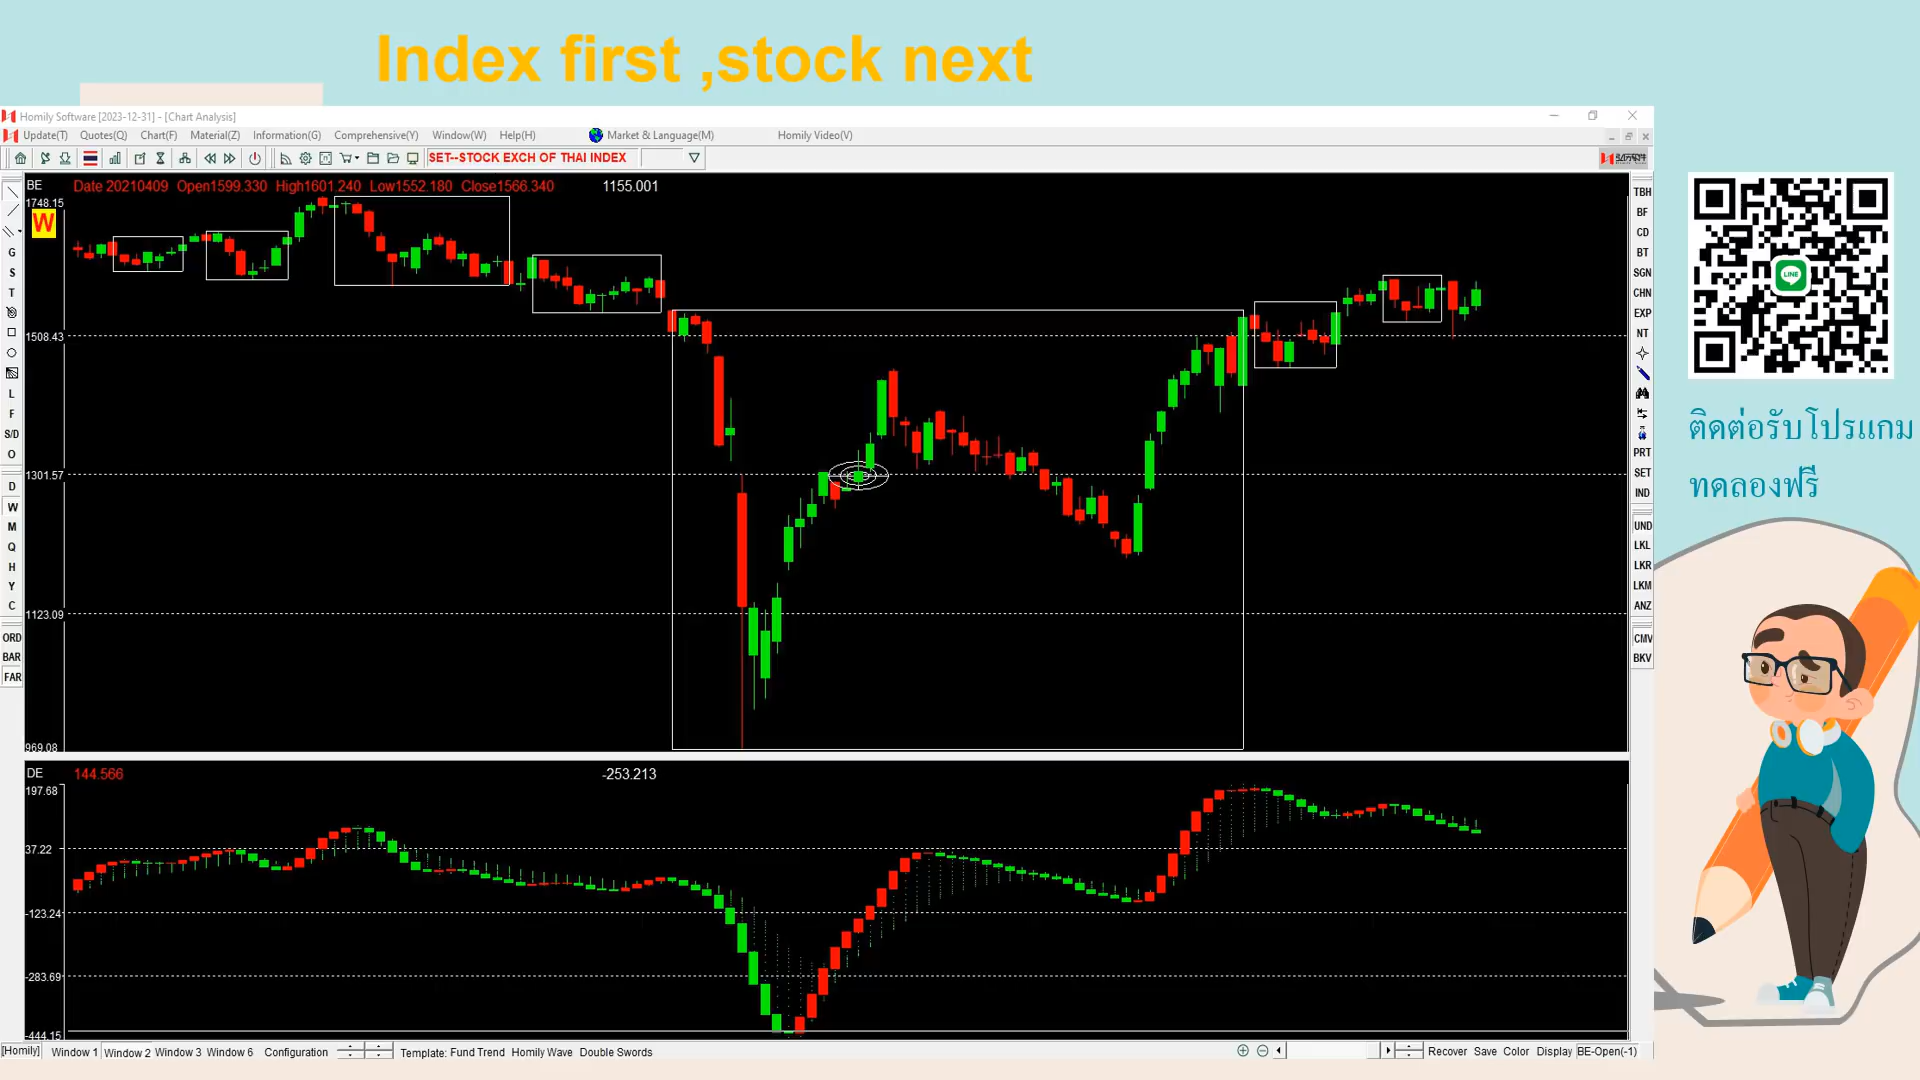 Index first ,stock next
Homily Software [2023-12-31] - [Chart Analysis]
Update(T) Quotes(Q) Chart(F) Material(Z) Information(G) Comprehensive(Y) Window(W) Help(H) Market & Language(M) Homily Video(V)
SET--STOCK EXCH OF THAI INDEX
BE Date 20210409 Open1599.330 High1601.240 Low1552.180 Close1566.340 1155.001
1748.15
W
1508.43
1301.57
1123.09
969.08
DE 144.566 -253.213
197.68
37.22
-123.24
-283.69
-444.15
G
S
T
L
F
S/D
O
D
W
M
Q
H
Y
C
ORD
BAR
FAR
TBH
BF
CD
BT
SGN
CHN
EXP
NT
PRT
SET
IND
UND
LKL
LKR
LKM
ANZ
CMV
BKV
[Homily] Window 1 Window 2 Window 3 Window 6 Configuration Template: Fund Trend Homily Wave Double Swords Recover Save Color Display BE-Open(-1)
LINE
ติดต่อรับโปรแกม
ทดลองฟรี